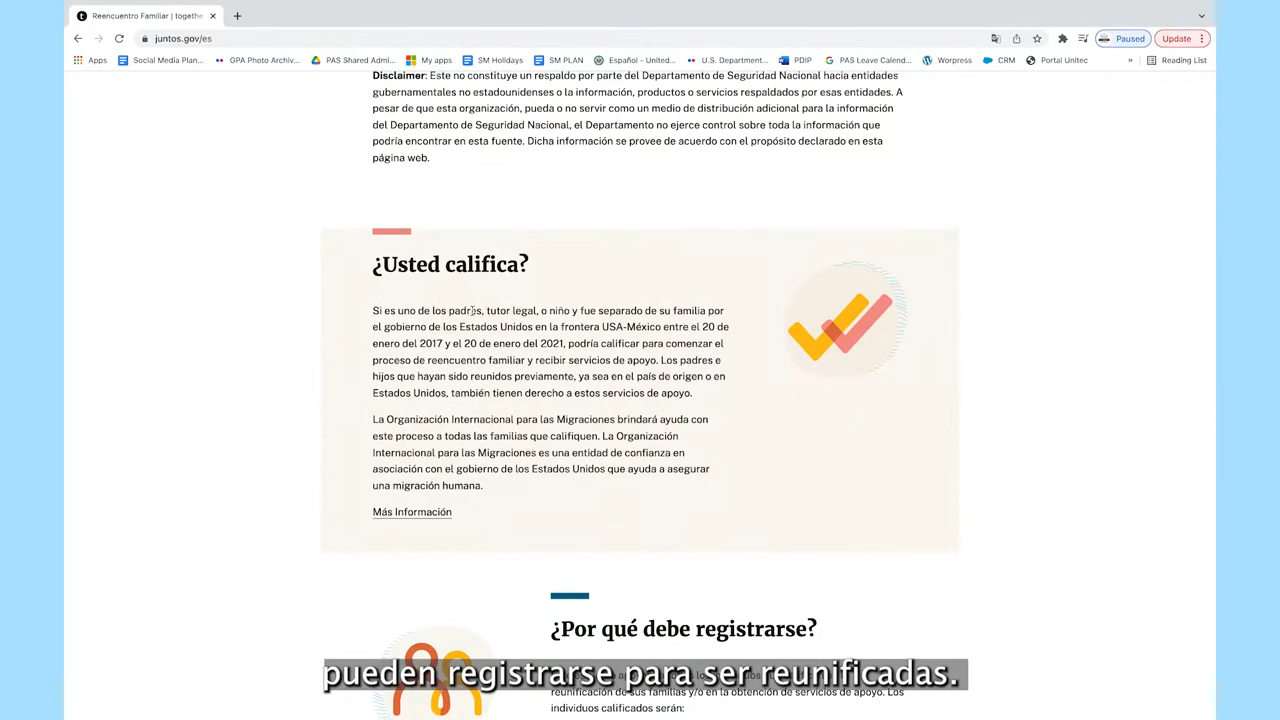 Reencuentro Familiar | togethe
juntos.gov/es
Paused
Update
Apps
Social Media Plan...
GPA Photo Archiv...
PAS Shared Admi...
My apps
SM Holidays
SM PLAN
Español - United...
U.S. Department...
PDIP
PAS Leave Calend...
Worpress
CRM
Portal Unitec
»
Reading List
Disclaimer: Este no constituye un respaldo por parte del Departamento de Seguridad Nacional hacia entidades
gubernamentales no estadounidenses o la información, productos o servicios respaldados por esas entidades. A
pesar de que esta organización, pueda o no servir como un medio de distribución adicional para la información
del Departamento de Seguridad Nacional, el Departamento no ejerce control sobre toda la información que
podría encontrar en esta fuente. Dicha información se provee de acuerdo con el propósito declarado en esta
página web.
¿Usted califica?
Si es uno de los padres, tutor legal, o niño y fue separado de su familia por
el gobierno de los Estados Unidos en la frontera USA-México entre el 20 de
enero del 2017 y el 20 de enero del 2021, podría calificar para comenzar el
proceso de reencuentro familiar y recibir servicios de apoyo. Los padres e
hijos que hayan sido reunidos previamente, ya sea en el país de origen o en
Estados Unidos, también tienen derecho a estos servicios de apoyo.
La Organización Internacional para las Migraciones brindará ayuda con
este proceso a todas las familias que califiquen. La Organización
Internacional para las Migraciones es una entidad de confianza en
asociación con el gobierno de los Estados Unidos que ayuda a asegurar
una migración humana.
Más Información
¿Por qué debe registrarse?
pueden registrarse para ser reunificadas.
reunificación de sus familias y/o en la obtención de servicios de apoyo. Los
individuos calificados serán: